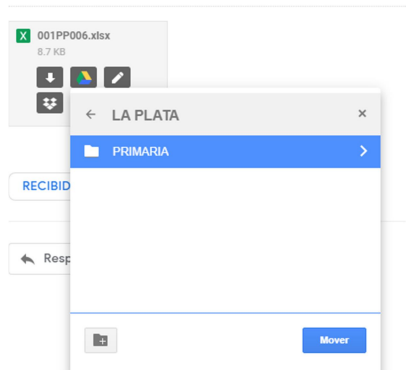 X 001PP006.xlsx
8.7 KB
LA PLATA
PRIMARIA
RECIBID
Resp
Mover